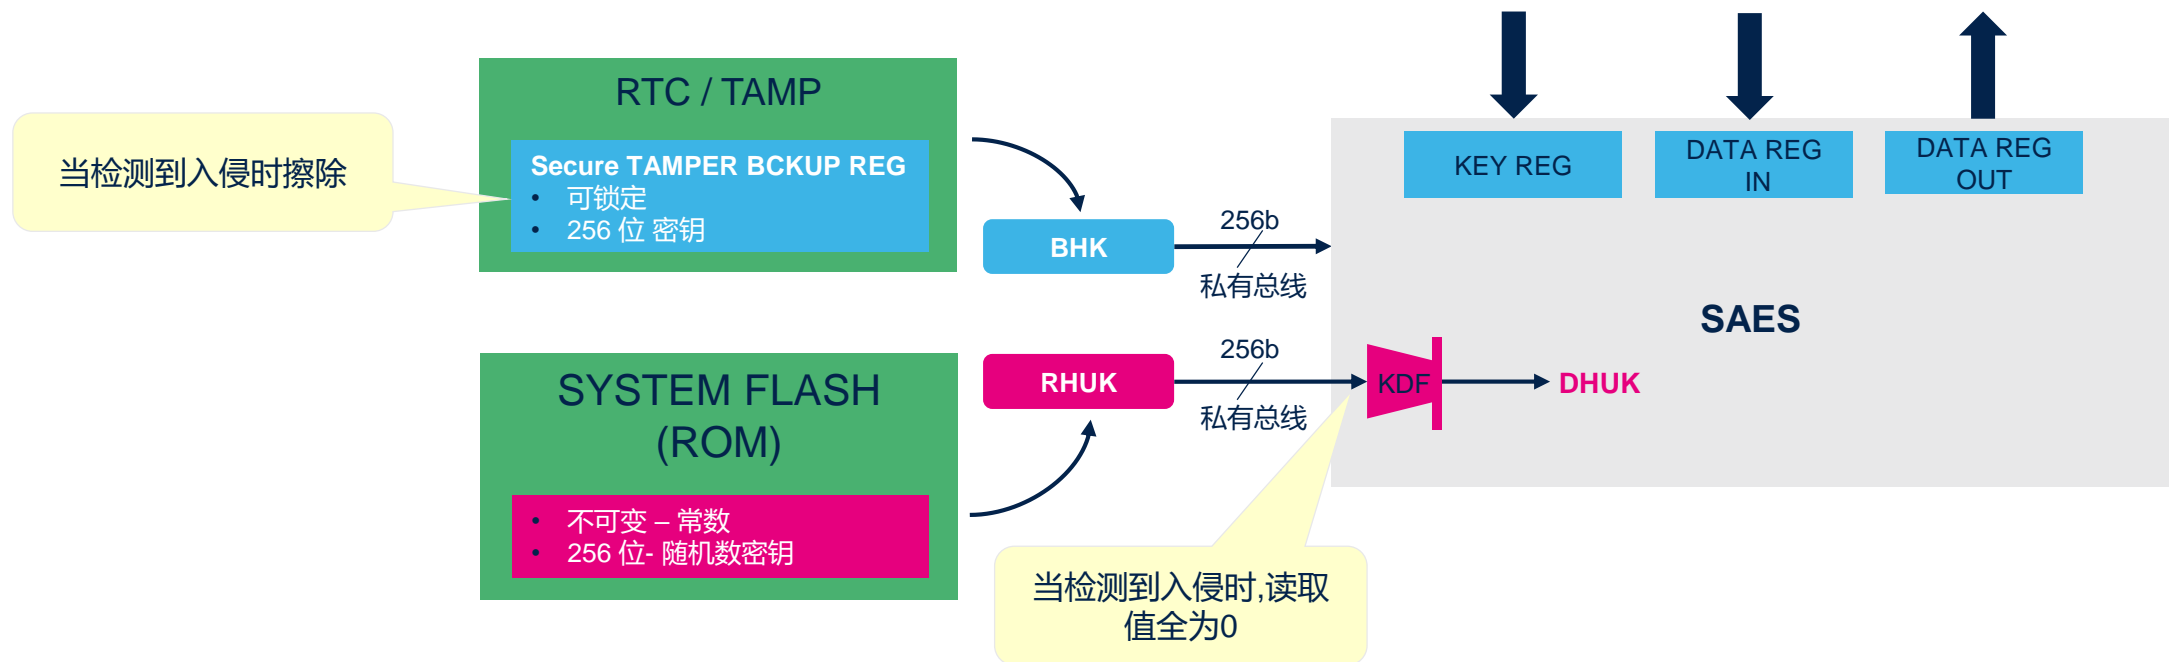 RTC / TAMP
当检测到入侵时擦除
Secure TAMPER BCKUP REG
• 可锁定
• 256 位 密钥
KEY REG
DATA REG
IN
DATA REG
OUT
BHK
256b
私有总线
SAES
SYSTEM FLASH
(ROM)
• 不可变 – 常数
• 256 位- 随机数密钥
RHUK
256b
私有总线
KDF
DHUK
当检测到入侵时,读取
值全为0